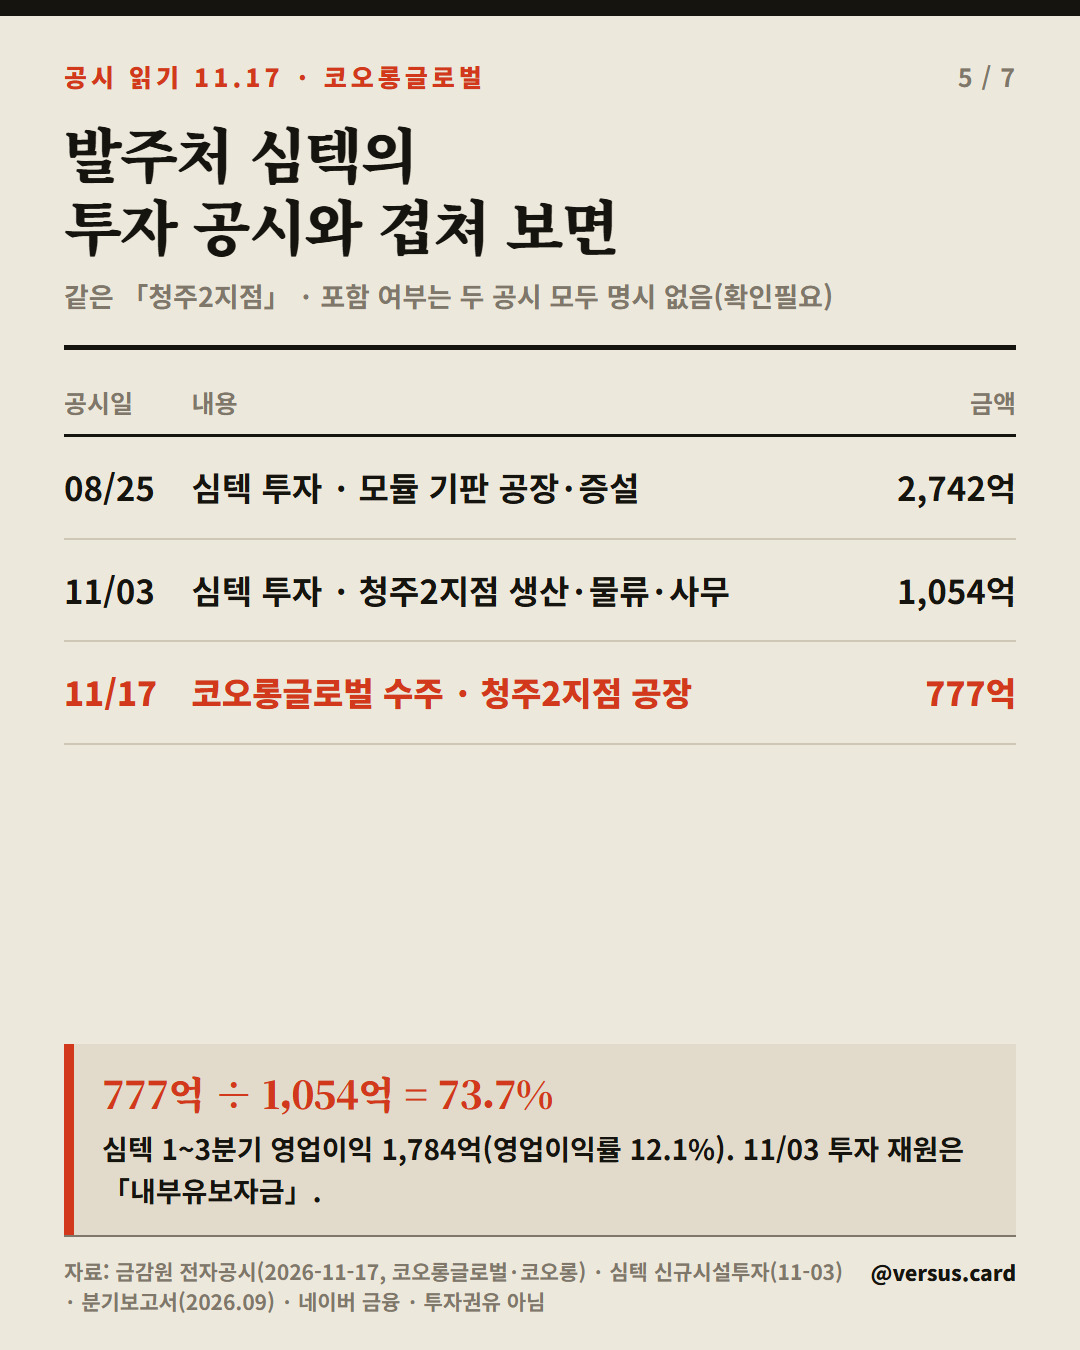 공시 읽기 11.17 · 코오롱글로벌
5 / 7
발주처 심텍의
투자 공시와 겹쳐 보면
같은 「청주2지점」 · 포함 여부는 두 공시 모두 명시 없음(확인필요)
공시일 내용 금액
08/25 심텍 투자 · 모듈 기판 공장·증설 2,742억
11/03 심텍 투자 · 청주2지점 생산·물류·사무 1,054억
11/17 코오롱글로벌 수주 · 청주2지점 공장 777억
777억 ÷ 1,054억 = 73.7%
심텍 1~3분기 영업이익 1,784억(영업이익률 12.1%). 11/03 투자 재원은
「내부유보자금」.
자료: 금감원 전자공시(2026-11-17, 코오롱글로벌·코오롱) · 심텍 신규시설투자(11-03)
· 분기보고서(2026.09) · 네이버 금융 · 투자권유 아님
@versus.card